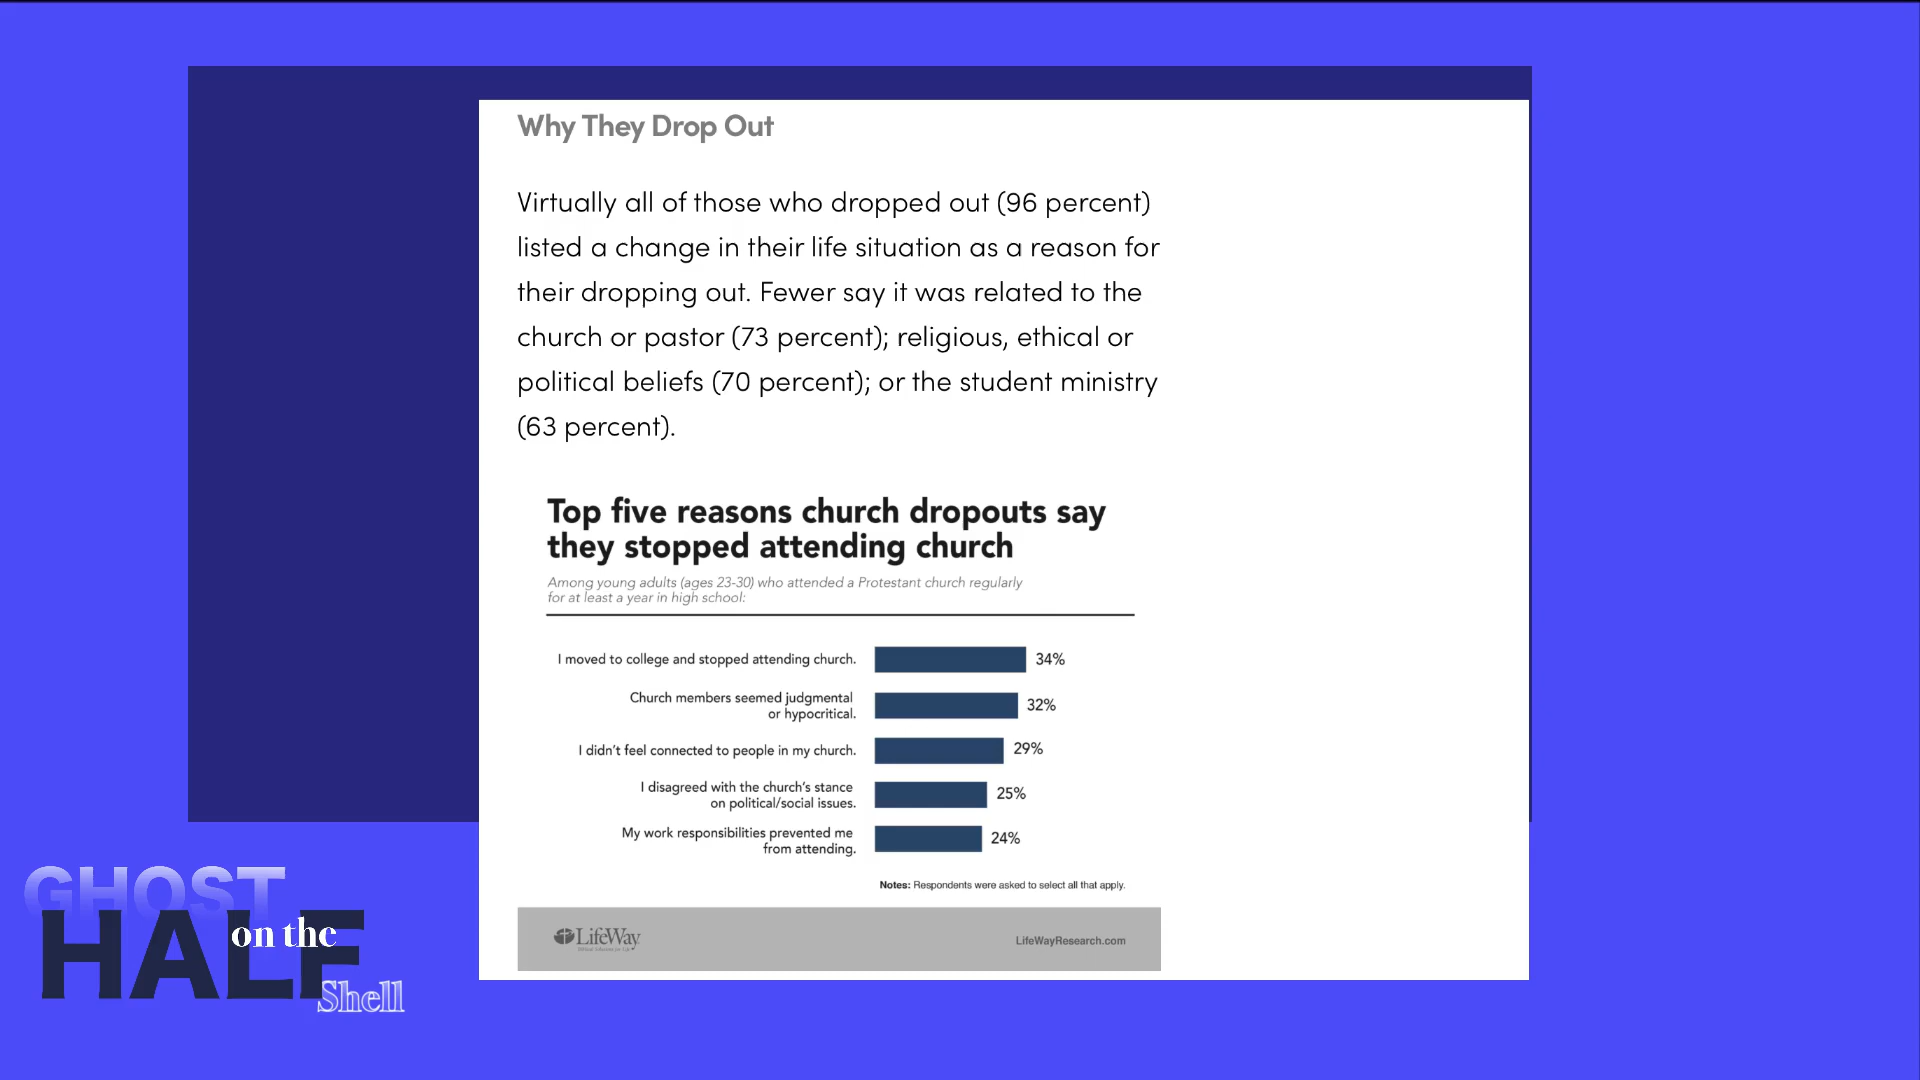 Why They Drop Out
Virtually all of those who dropped out (96 percent)
listed a change in their life situation as a reason for
their dropping out. Fewer say it was related to the
church or pastor (73 percent); religious, ethical or
political beliefs (70 percent); or the student ministry
(63 percent).
Top five reasons church dropouts say
they stopped attending church
Among young adults (ages 23-30) who attended a Protestant church regularly
for at least a year in high school:
I moved to college and stopped attending church. 34%
Church members seemed judgmental
or hypocritical. 32%
I didn't feel connected to people in my church. 29%
I disagreed with the church's stance
on political/social issues. 25%
My work responsibilities prevented me
from attending. 24%
Notes: Respondents were asked to select all that apply.
LifeWay
LifeWayResearch.com
GHOST
on the
HALF
Shell